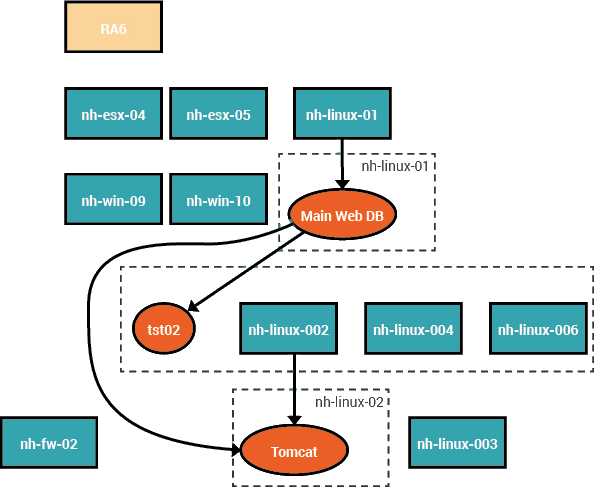 RA6
nh-esx-04
nh-esx-05
nh-linux-01
nh-linux-01
nh-win-09
nh-win-10
Main Web DB
tst02
nh-linux-002
nh-linux-004
nh-linux-006
nh-linux-02
nh-fw-02
Tomcat
nh-linux-003